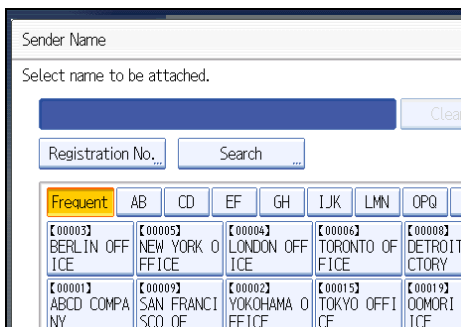 Sender Name
Select name to be attached.
Clear
Registration No.
Search
Frequent AB CD EF GH IJK LMN OPQ
【00003】 【00005】 【00004】 【00006】 【00008】
BERLIN OFF NEW YORK O LONDON OFF TORONTO OF DETROIT
ICE FFICE ICE FICE CTORY
【00001】 【00009】 【00002】 【00015】 【00019】
ABCD COMPA SAN FRANCI YOKOHAMA O TOKYO OFFI OOMORI
NY SCO OF FFICE CE ICE